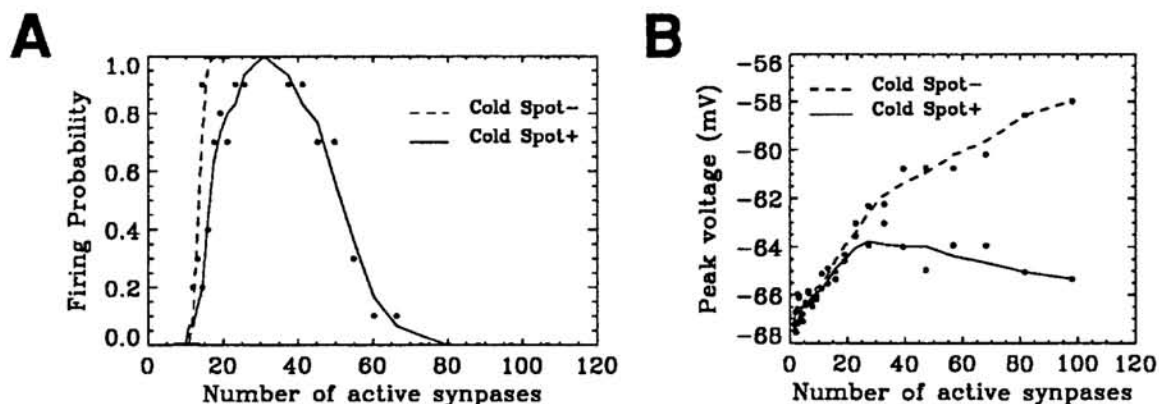 A
Firing Probability
1.0
0.8
0.6
0.4
0.2
0.0
Cold Spot-
Cold Spot+
0 20 40 60 80 100 120
Number of active synpases
B
Peak voltage (mV)
-56
-58
-60
-62
-64
-66
-68
Cold Spot-
Cold Spot+
0 20 40 60 80 100 120
Number of active synpases